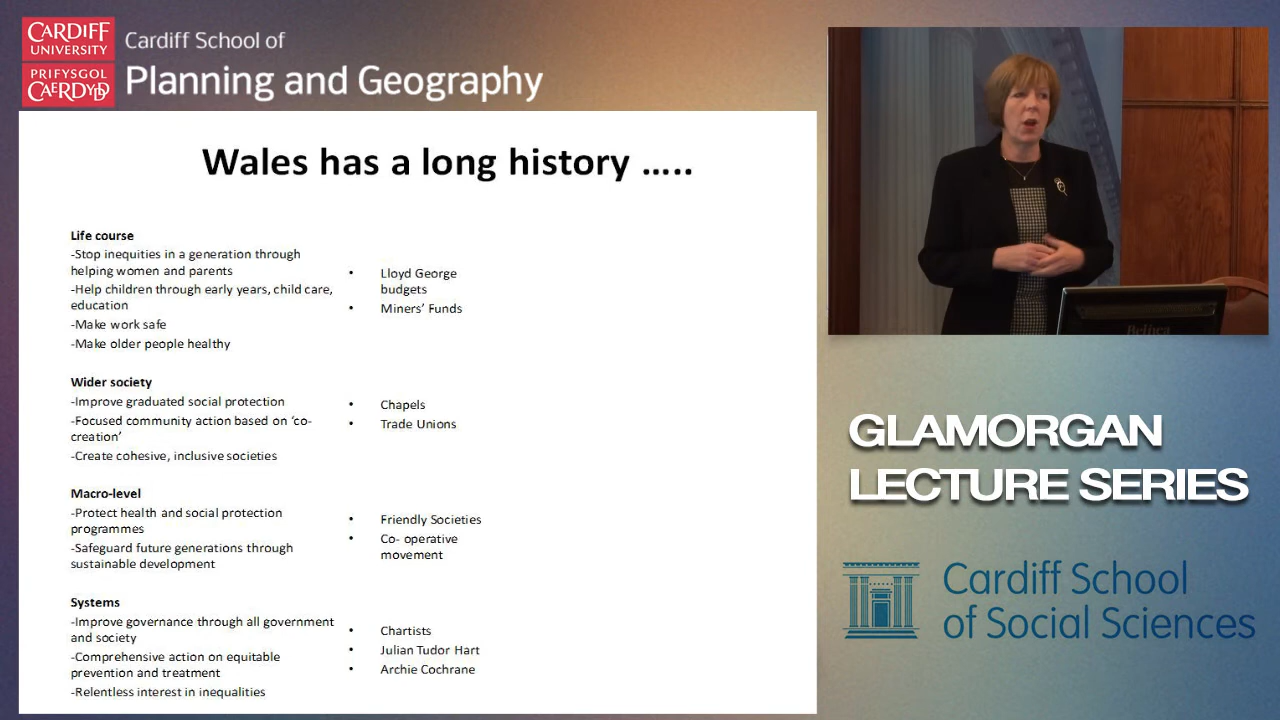 CARDIFF
UNIVERSITY
PRIFYSGOL
CAERDYDD
Cardiff School of
Planning and Geography
Wales has a long history …..
Life course
-Stop inequities in a generation through
helping women and parents
-Help children through early years, child care,
education
-Make work safe
-Make older people healthy
• Lloyd George
budgets
• Miners’ Funds
Wider society
-Improve graduated social protection
-Focused community action based on ‘co-
creation’
-Create cohesive, inclusive societies
• Chapels
• Trade Unions
Macro-level
-Protect health and social protection
programmes
-Safeguard future generations through
sustainable development
• Friendly Societies
• Co- operative
movement
Systems
-Improve governance through all government
and society
-Comprehensive action on equitable
prevention and treatment
-Relentless interest in inequalities
• Chartists
• Julian Tudor Hart
• Archie Cochrane
GLAMORGAN
LECTURE SERIES
Cardiff School
of Social Sciences